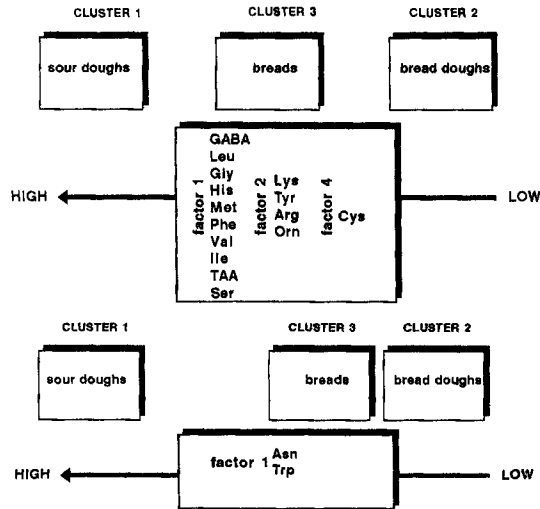 CLUSTER 1 CLUSTER 3 CLUSTER 2
sour doughs breads bread doughs
HIGH LOW
factor 1
GABA
Leu
Gly
His
Met
Phe
Val
Ile
TAA
Ser
factor 2
Lys
Tyr
Arg
Orn
factor 4
Cys
CLUSTER 1 CLUSTER 3 CLUSTER 2
sour doughs breads bread doughs
HIGH LOW
factor 1
Asn
Trp